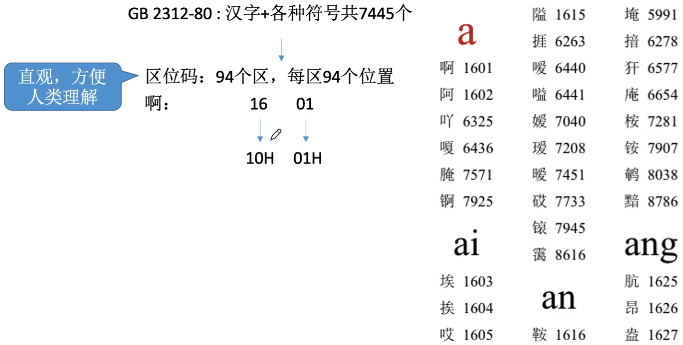 GB 2312-80 : 汉字+各种符号共7445个
直观，方便
人类理解
区位码：94个区，每区94个位置
啊： 16 01
10H 01H
a
啊 1601
阿 1602
吖 6325
嗄 6436
腌 7571
锕 7925
ai
埃 1603
挨 1604
哎 1605
隘 1615
捱 6263
嗳 6440
嗌 6441
嫒 7040
瑷 7208
暧 7451
砹 7733
锿 7945
霭 8616
an
鞍 1616
埯 5991
揞 6278
犴 6577
庵 6654
桉 7281
铵 7907
鹌 8038
黯 8786
ang
肮 1625
昂 1626
盎 1627